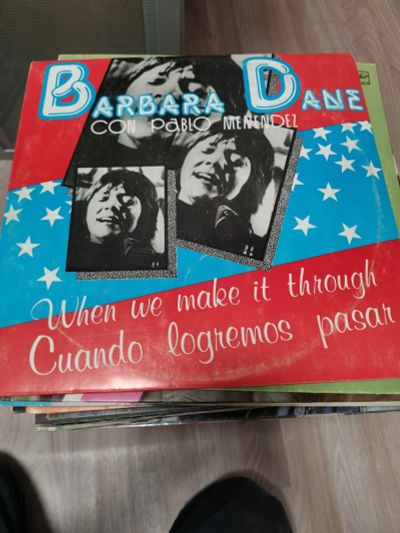 BARBARA DANE
CON PABLO MENENDEZ
When we make it through
Cuando logremos pasar